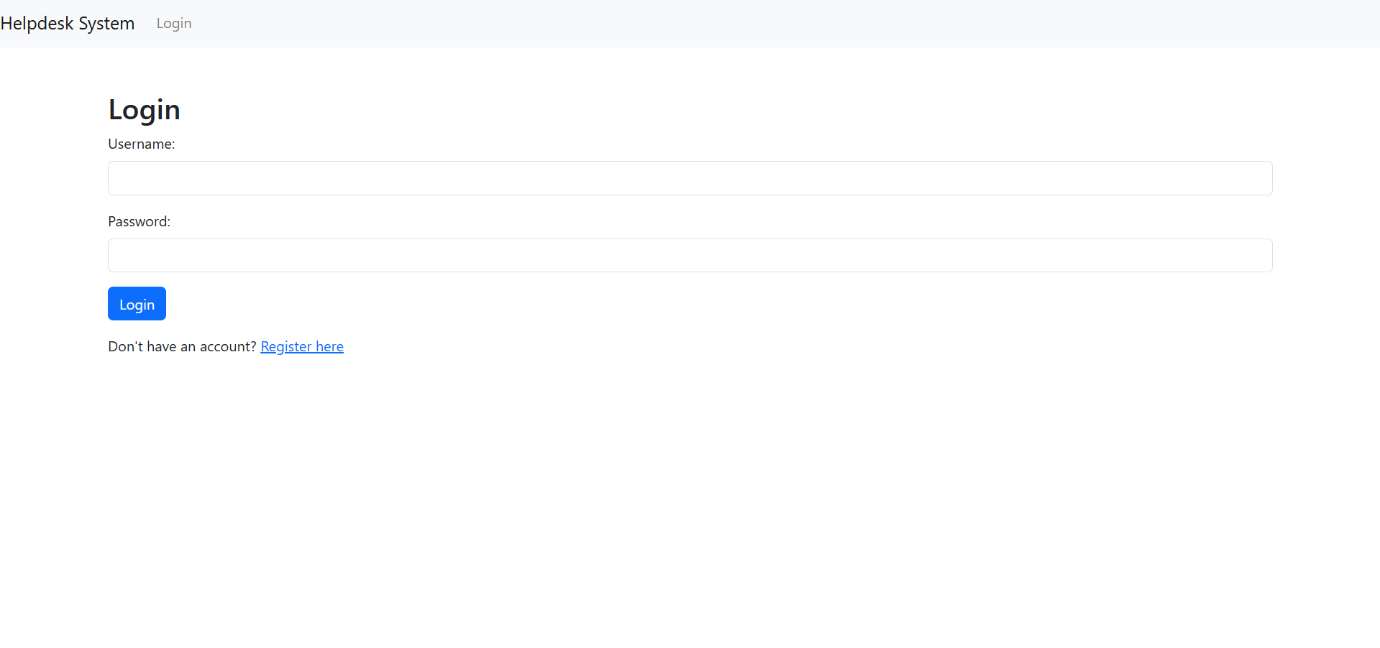 Helpdesk System Login
Login
Username:
Password:
Login
Don't have an account? Register here